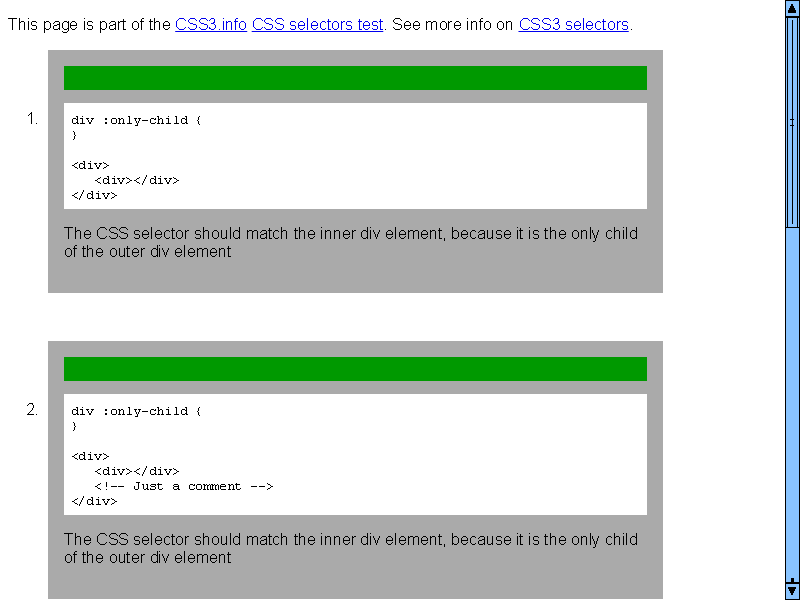 This page is part of the CSS3.info CSS selectors test. See more info on CSS3 selectors.
1.
div :only-child {
}
<div>
   <div></div>
</div>
The CSS selector should match the inner div element, because it is the only child
of the outer div element
2.
div :only-child {
}
<div>
   <div></div>
   <!-- Just a comment -->
</div>
The CSS selector should match the inner div element, because it is the only child
of the outer div element